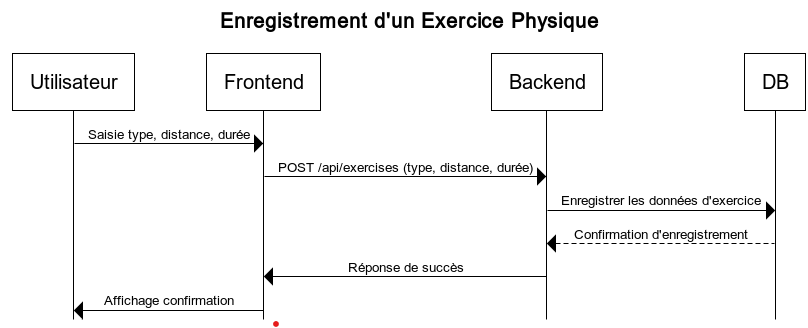 Enregistrement d'un Exercice Physique
Utilisateur
Frontend
Backend
DB
Saisie type, distance, durée
POST /api/exercises (type, distance, durée)
Enregistrer les données d'exercice
Confirmation d'enregistrement
Réponse de succès
Affichage confirmation